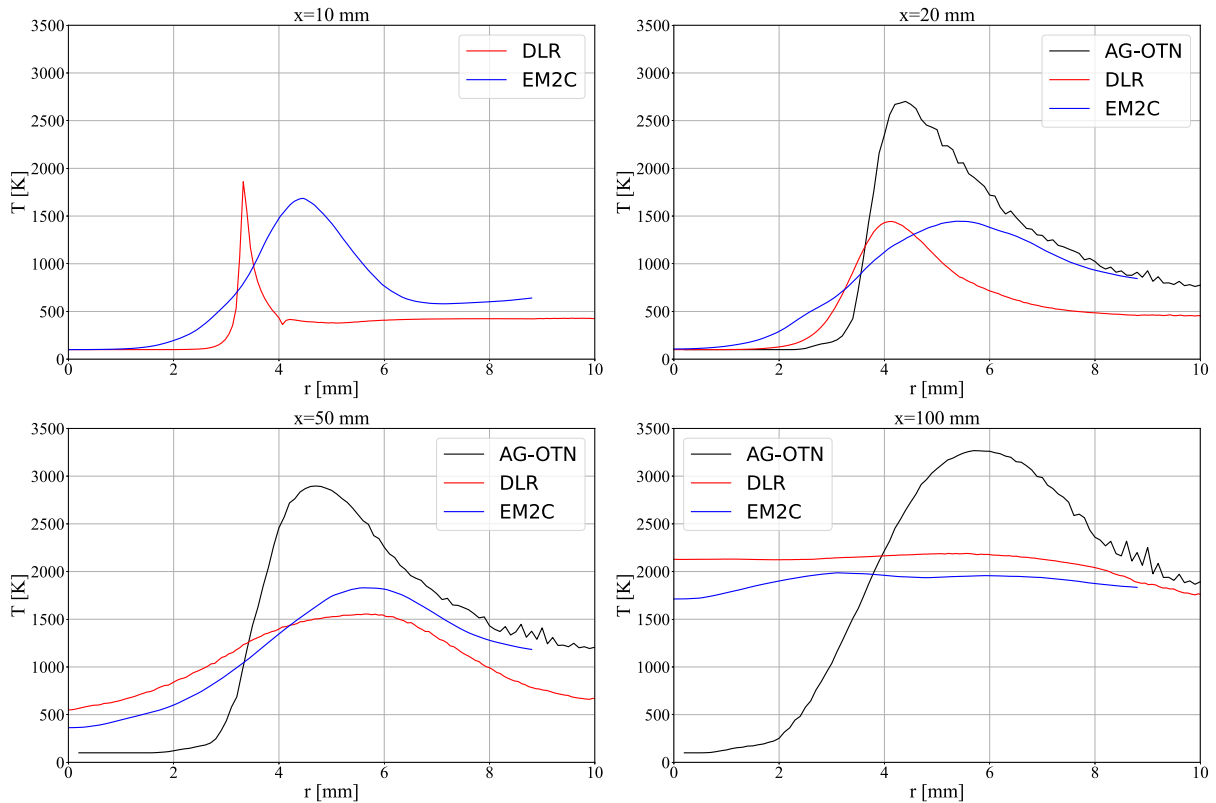 x=10 mm
3500
3000
2500
2000
1500
1000
500
0
T [K]
0 2 4 6 8 10
r [mm]
DLR
EM2C
x=20 mm
3500
3000
2500
2000
1500
1000
500
0
T [K]
0 2 4 6 8 10
r [mm]
AG-OTN
DLR
EM2C
x=50 mm
3500
3000
2500
2000
1500
1000
500
0
T [K]
0 2 4 6 8 10
r [mm]
AG-OTN
DLR
EM2C
x=100 mm
3500
3000
2500
2000
1500
1000
500
0
T [K]
0 2 4 6 8 10
r [mm]
AG-OTN
DLR
EM2C